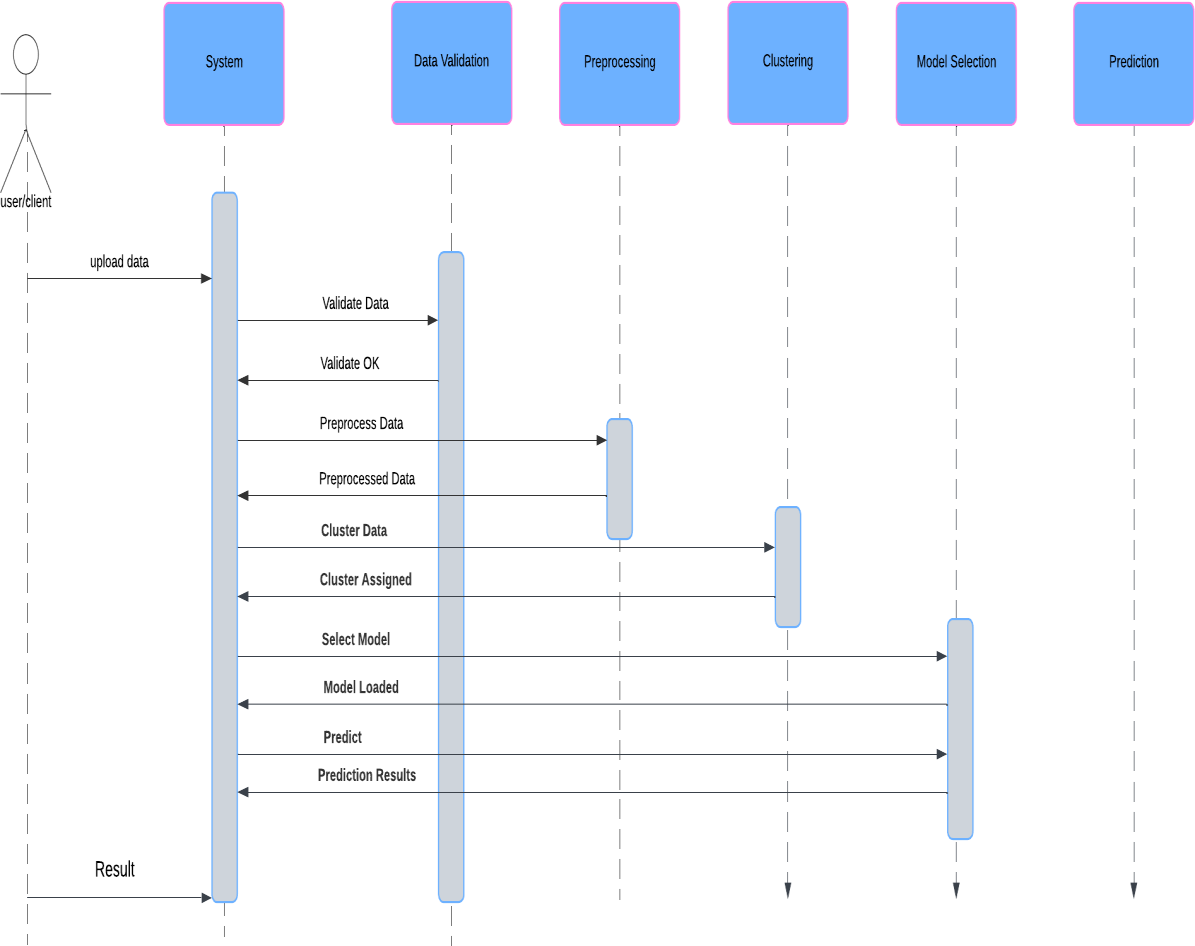 System
Data Validation
Preprocessing
Clustering
Model Selection
Prediction
user/client
upload data
Validate Data
Validate OK
Preprocess Data
Preprocessed Data
Cluster Data
Cluster Assigned
Select Model
Model Loaded
Predict
Prediction Results
Result